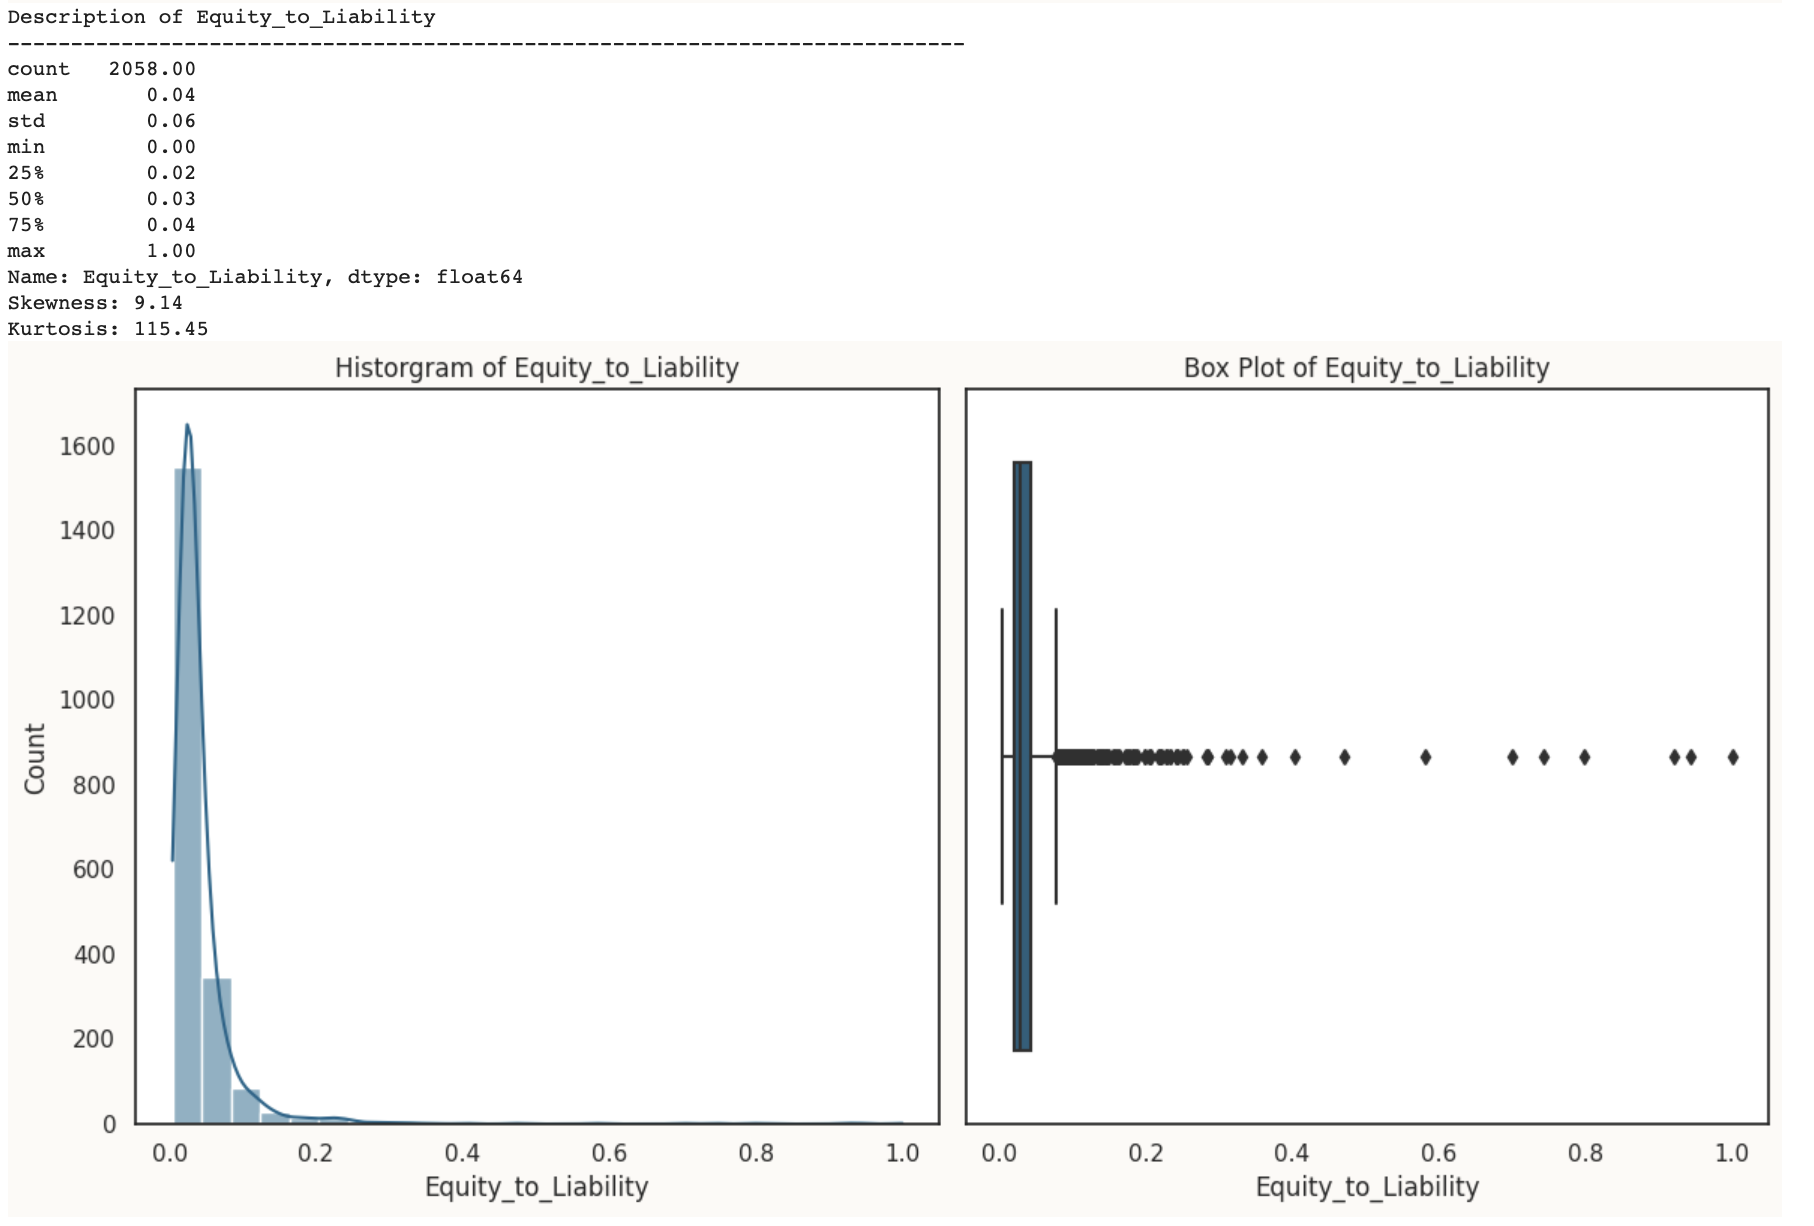 Description of Equity_to_Liability
----------------------------------------------------------------------------
count   2058.00
mean       0.04
std        0.06
min        0.00
25%        0.02
50%        0.03
75%        0.04
max        1.00
Name: Equity_to_Liability, dtype: float64
Skewness: 9.14
Kurtosis: 115.45
Historgram of Equity_to_Liability
1600
1400
1200
1000
800
600
400
200
0
Count
0.0 0.2 0.4 0.6 0.8 1.0
Equity_to_Liability
Box Plot of Equity_to_Liability
0.0 0.2 0.4 0.6 0.8 1.0
Equity_to_Liability